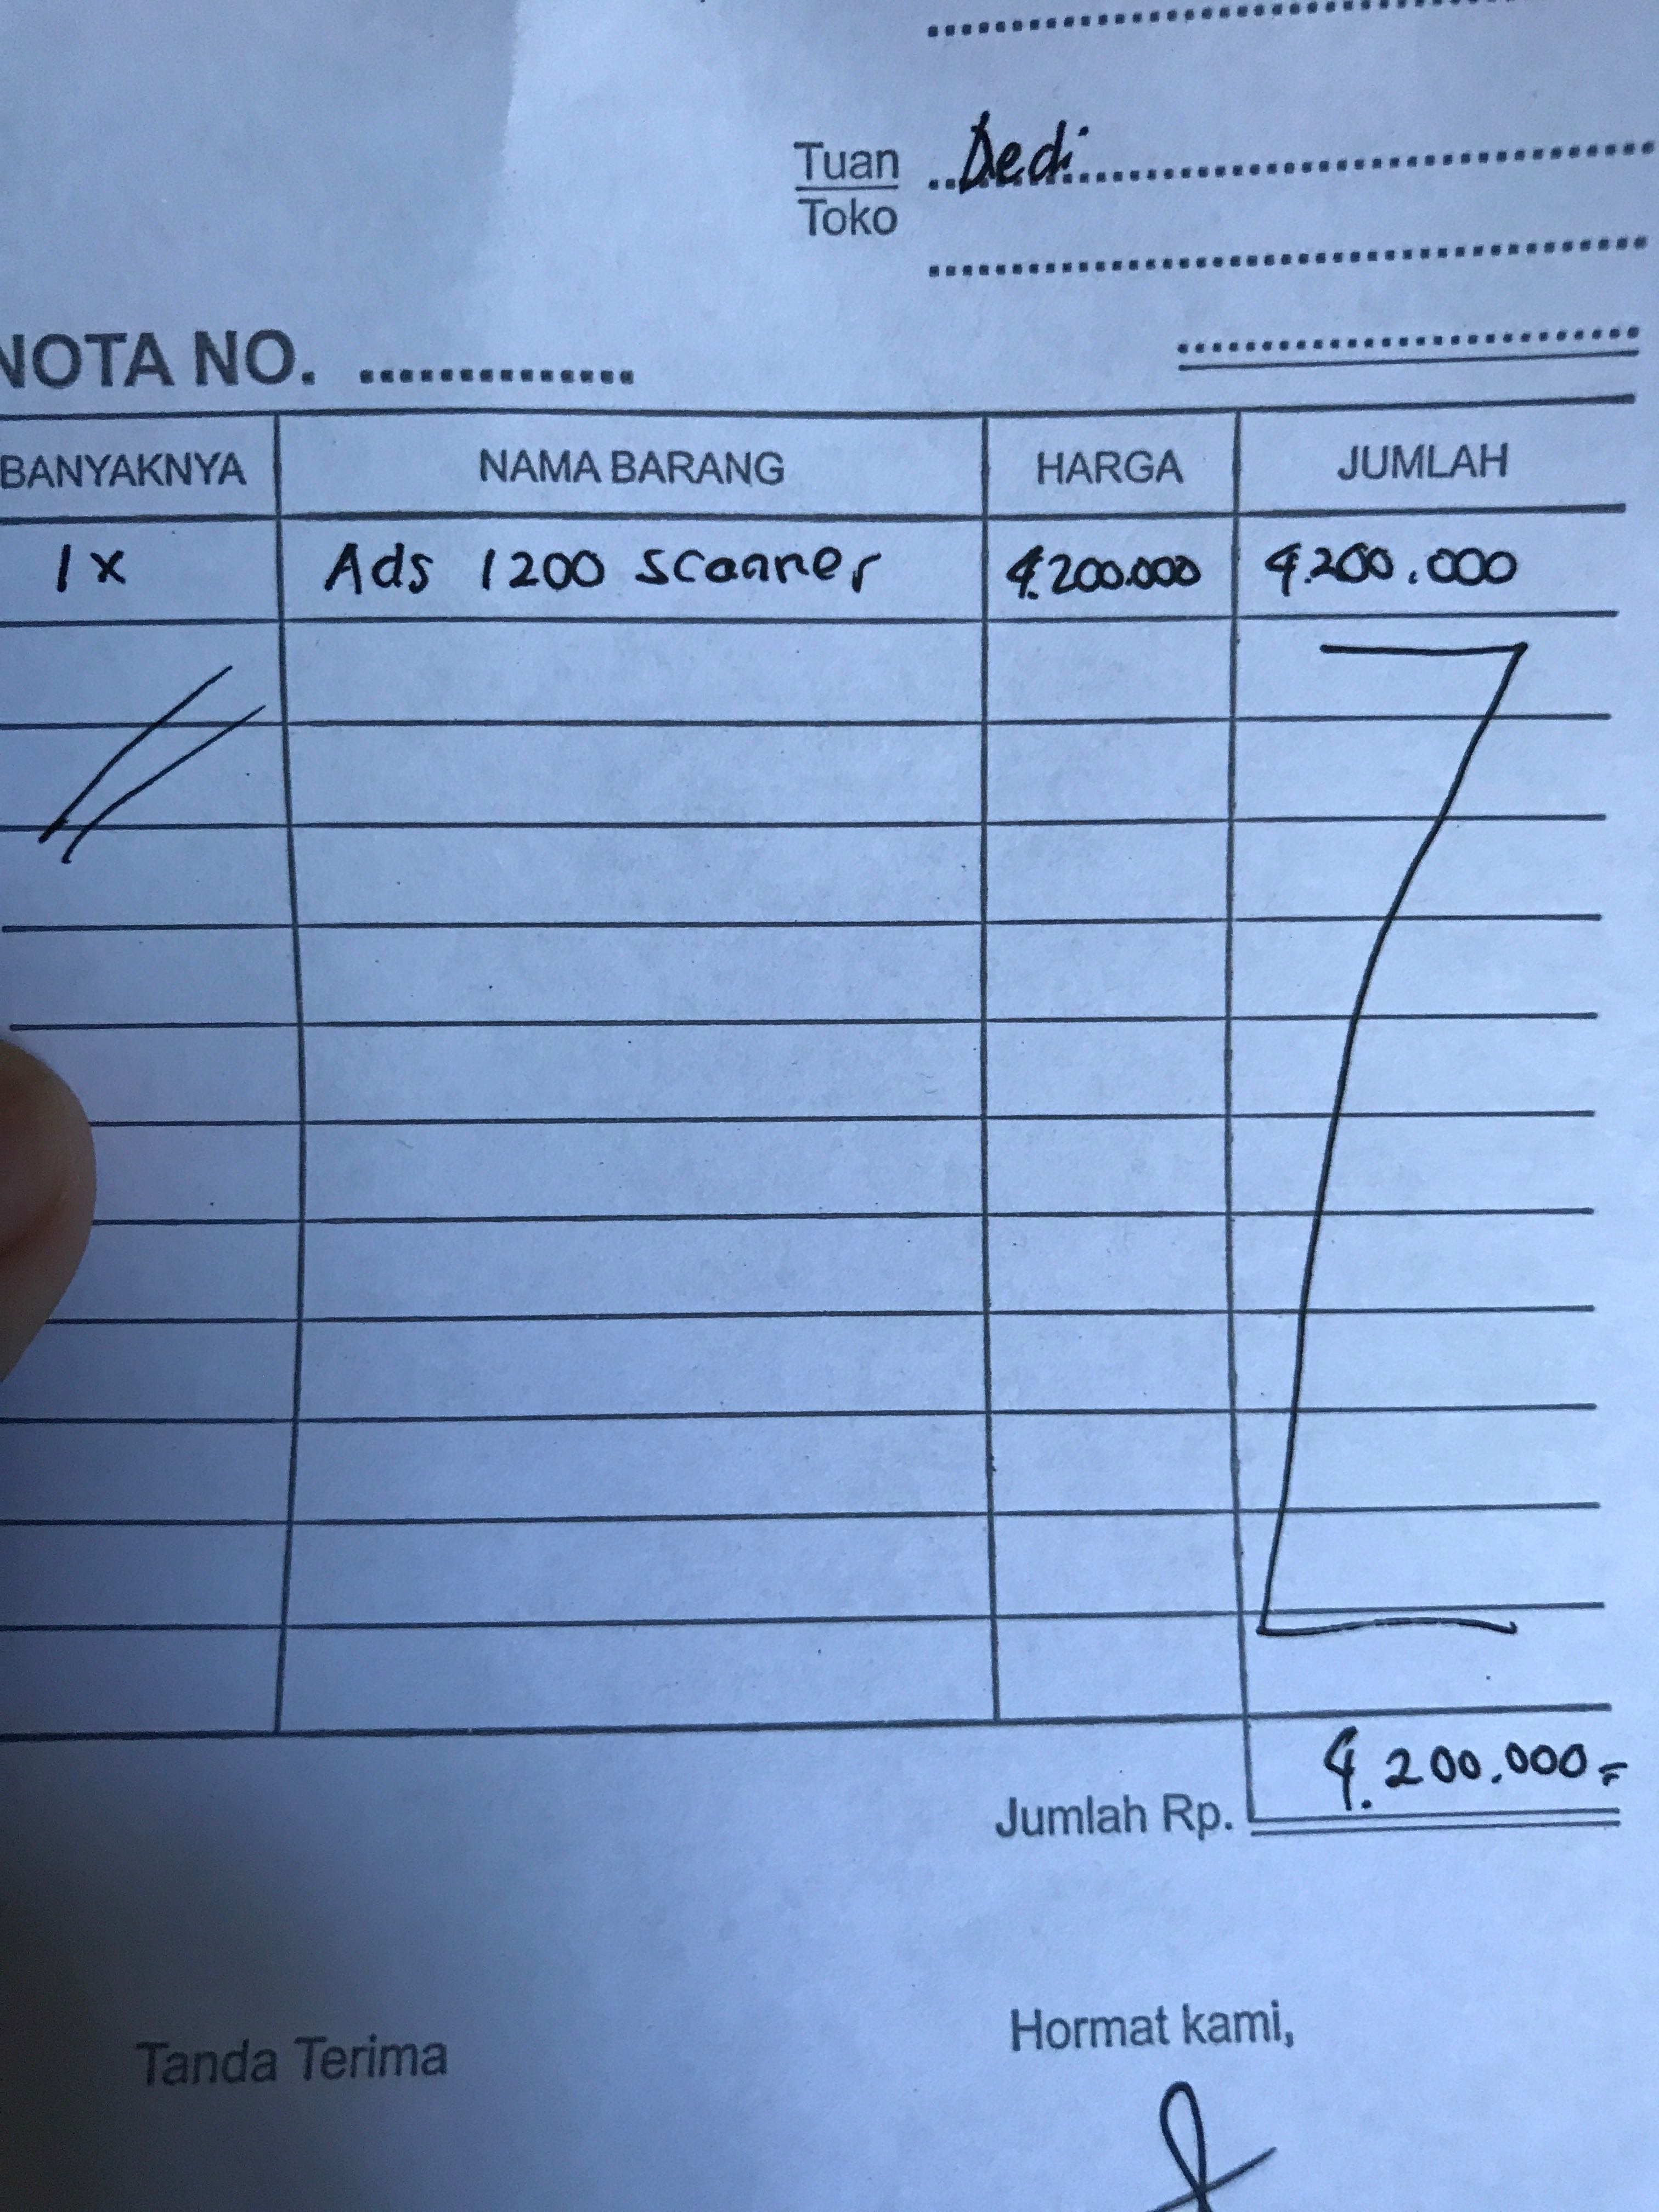 Tuan Dedi
Toko
NOTA NO.
BANYAKNYA NAMA BARANG HARGA JUMLAH
1x Ads 1200 scanner 4.200.000 4.200.000
4.200.000,=
Jumlah Rp.
Tanda Terima Hormat kami,